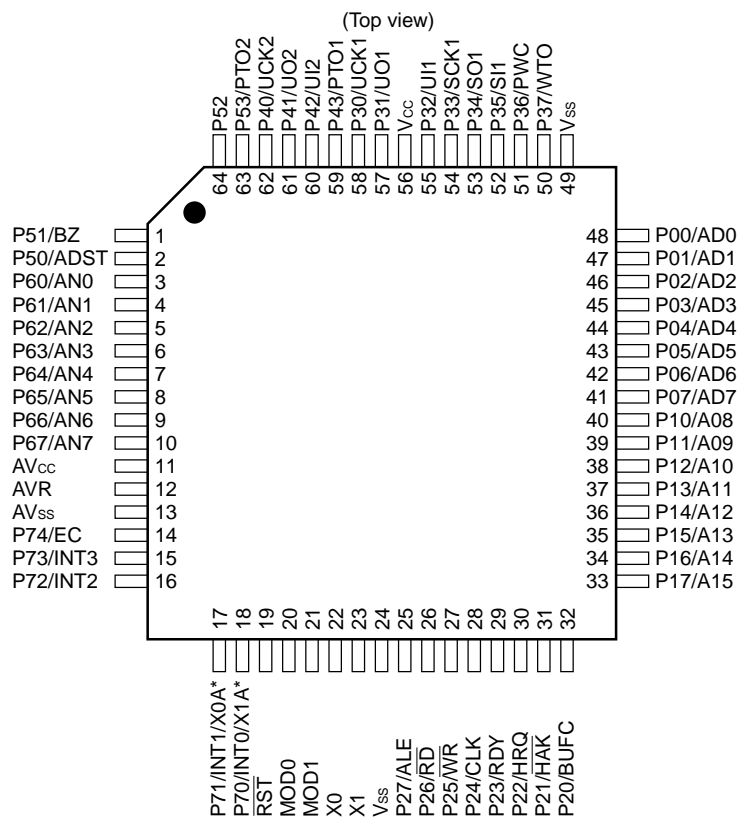 (Top view)
P52
P53/PTO2
P40/UCK2
P41/UO2
P42/UI2
P43/PTO1
P30/UCK1
P31/UO1
Vcc
P32/UI1
P33/SCK1
P34/SO1
P35/SI1
P36/PWC
P37/WTO
Vss
64 63 62 61 60 59 58 57 56 55 54 53 52 51 50 49
P51/BZ 1 48 P00/AD0
P50/ADST 2 47 P01/AD1
P60/AN0 3 46 P02/AD2
P61/AN1 4 45 P03/AD3
P62/AN2 5 44 P04/AD4
P63/AN3 6 43 P05/AD5
P64/AN4 7 42 P06/AD6
P65/AN5 8 41 P07/AD7
P66/AN6 9 40 P10/A08
P67/AN7 10 39 P11/A09
AVcc 11 38 P12/A10
AVR 12 37 P13/A11
AVss 13 36 P14/A12
P74/EC 14 35 P15/A13
P73/INT3 15 34 P16/A14
P72/INT2 16 33 P17/A15
17 18 19 20 21 22 23 24 25 26 27 28 29 30 31 32
P71/INT1/X0A*
P70/INT0/X1A*
RST
MOD0
MOD1
X0
X1
Vss
P27/ALE
P26/RD
P25/WR
P24/CLK
P23/RDY
P22/HRQ
P21/HAK
P20/BUFC